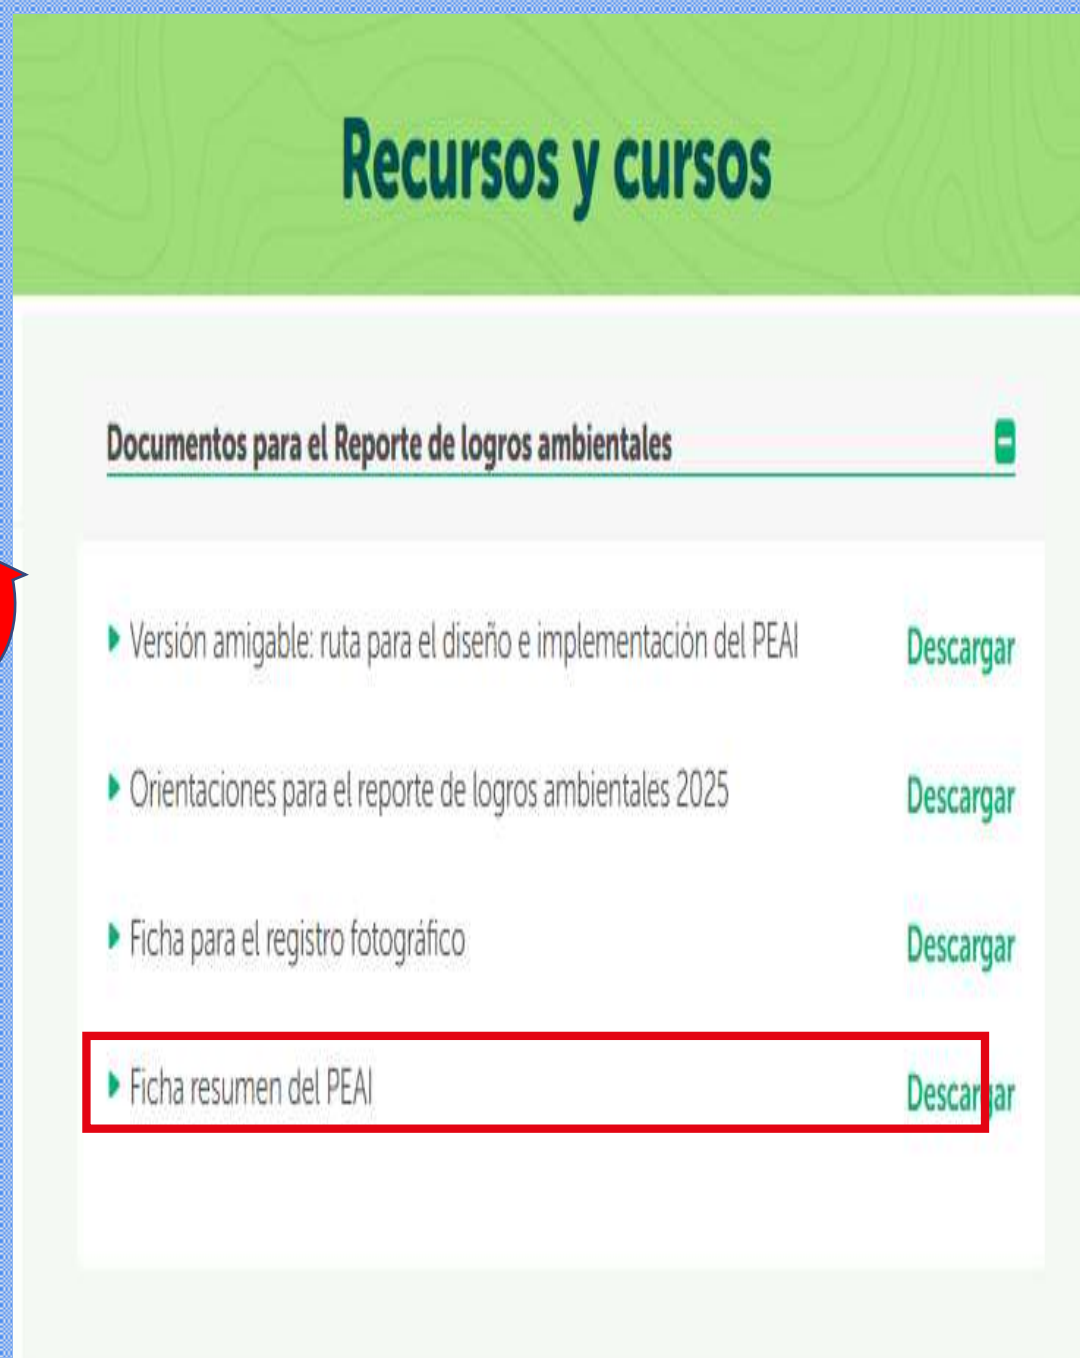 Recursos y cursos
Documentos para el Reporte de logros ambientales
Versión amigable: ruta para el diseño e implementación del PEAI Descargar
Orientaciones para el reporte de logros ambientales 2025 Descargar
Ficha para el registro fotográfico Descargar
Ficha resumen del PEAI Descargar